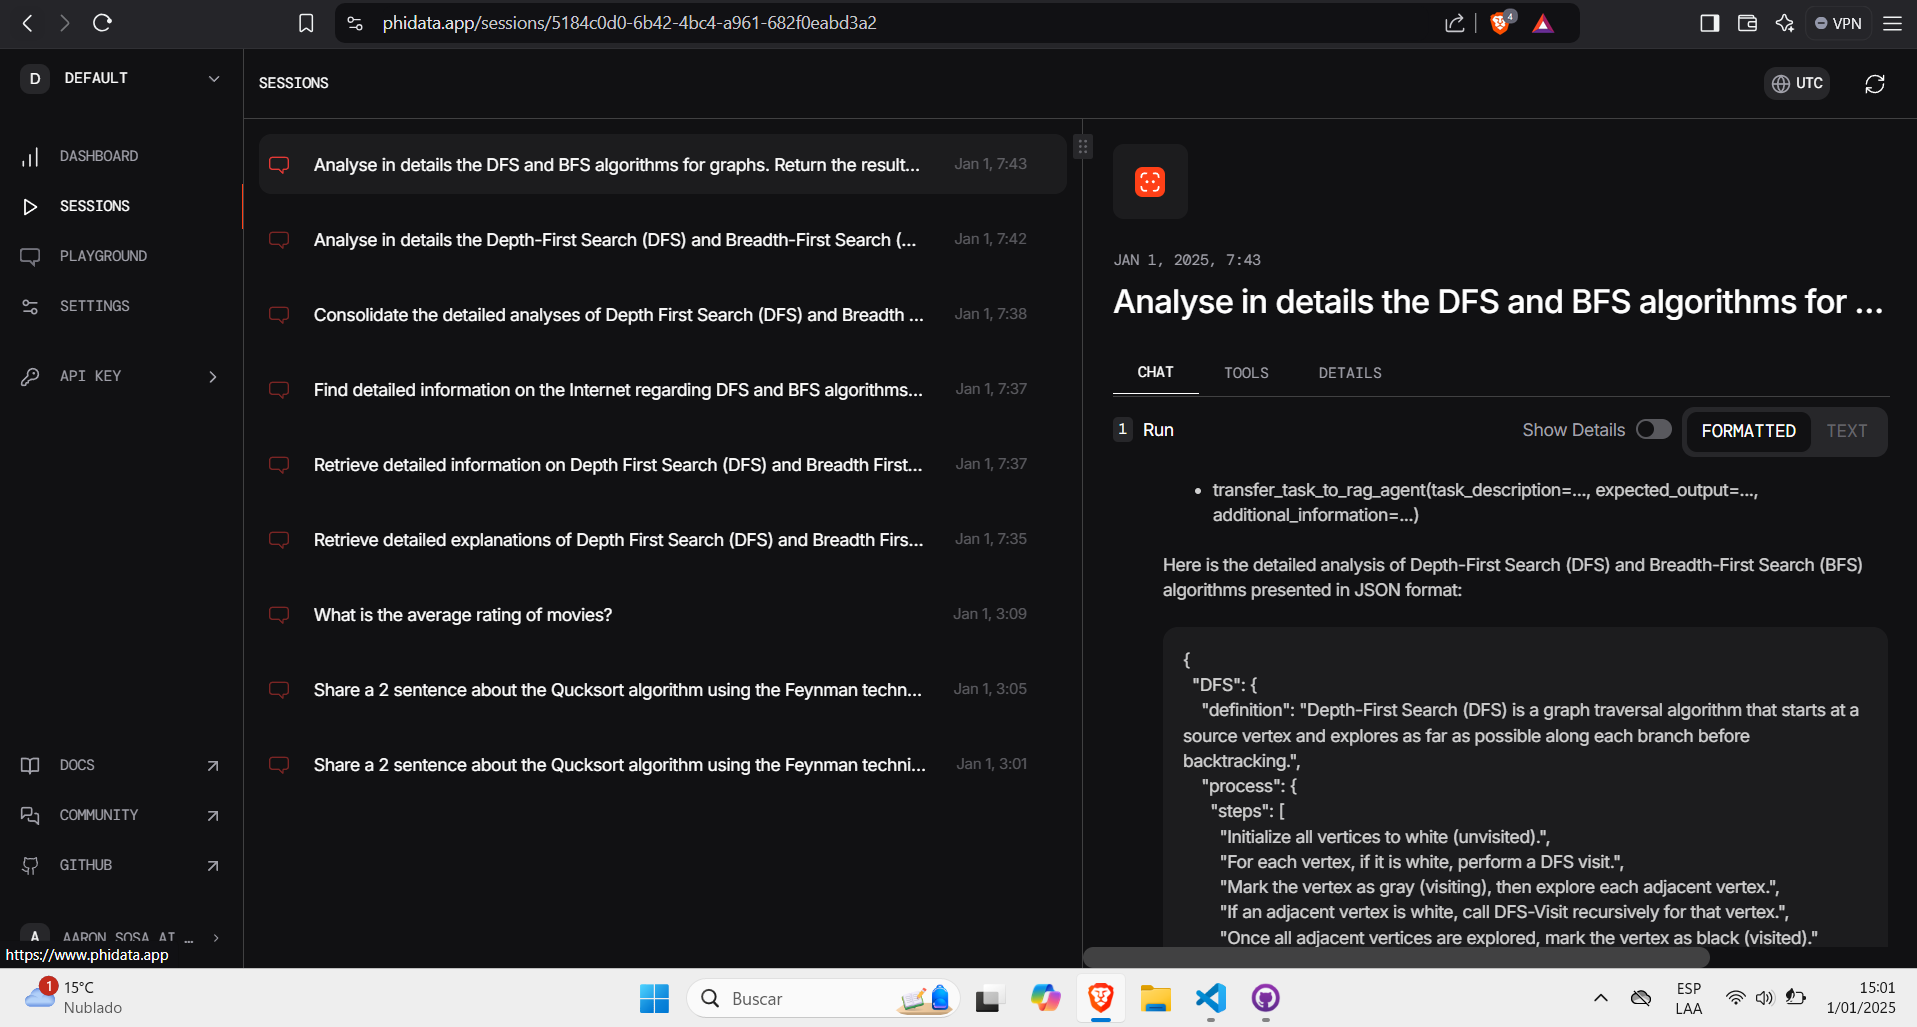 phidata.app/sessions/5184c0d0-6b42-4bc4-a961-682f0eabd3a2
4
VPN
D
DEFAULT
DASHBOARD
SESSIONS
PLAYGROUND
SETTINGS
API KEY
DOCS
COMMUNITY
GITHUB
A
AARON SOSA AI ...
https://www.phidata.app
SESSIONS
UTC
Analyse in details the DFS and BFS algorithms for graphs. Return the result... Jan 1, 7:43
Analyse in details the Depth-First Search (DFS) and Breadth-First Search (... Jan 1, 7:42
Consolidate the detailed analyses of Depth First Search (DFS) and Breadth ... Jan 1, 7:38
Find detailed information on the Internet regarding DFS and BFS algorithms... Jan 1, 7:37
Retrieve detailed information on Depth First Search (DFS) and Breadth First... Jan 1, 7:37
Retrieve detailed explanations of Depth First Search (DFS) and Breadth Firs... Jan 1, 7:35
What is the average rating of movies? Jan 1, 3:09
Share a 2 sentence about the Qucksort algorithm using the Feynman techn... Jan 1, 3:05
Share a 2 sentence about the Qucksort algorithm using the Feynman techni... Jan 1, 3:01
JAN 1, 2025, 7:43
Analyse in details the DFS and BFS algorithms for ...
CHAT TOOLS DETAILS
1 Run Show Details FORMATTED TEXT
• transfer_task_to_rag_agent(task_description=..., expected_output=...,
additional_information=...)
Here is the detailed analysis of Depth-First Search (DFS) and Breadth-First Search (BFS)
algorithms presented in JSON format:
{
"DFS": {
"definition": "Depth-First Search (DFS) is a graph traversal algorithm that starts at a
source vertex and explores as far as possible along each branch before
backtracking.",
"process": {
"steps": [
"Initialize all vertices to white (unvisited).",
"For each vertex, if it is white, perform a DFS visit.",
"Mark the vertex as gray (visiting), then explore each adjacent vertex.",
"If an adjacent vertex is white, call DFS-Visit recursively for that vertex.",
"Once all adjacent vertices are explored, mark the vertex as black (visited)."
1
15°C
Nublado
Buscar
ESP
LAA
15:01
1/01/2025